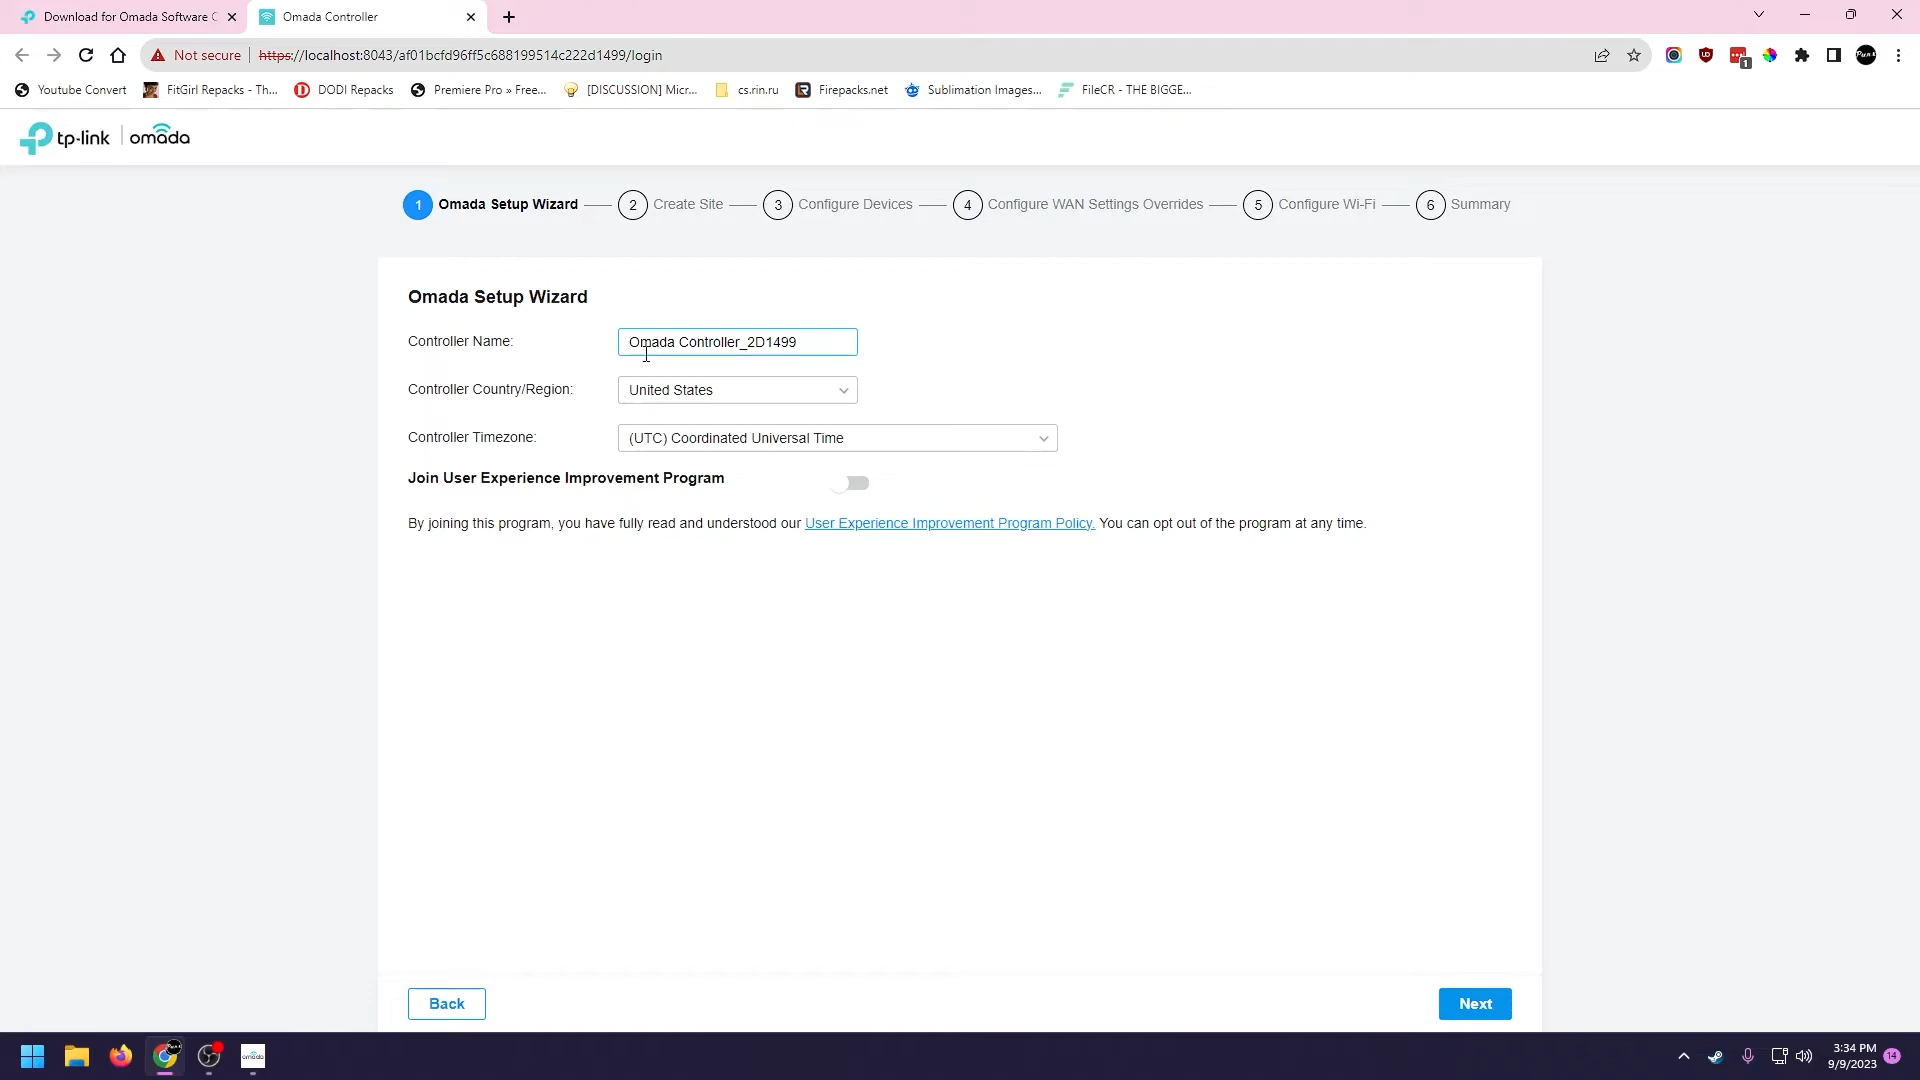 Download for Omada Software C
Omada Controller
Not secure
https://localhost:8043/af01bcfd96ff5c688199514c222d1499/login
1
Youtube Convert
FitGirl Repacks - Th...
DODI Repacks
Premiere Pro » Free...
[DISCUSSION] Micr...
cs.rin.ru
Firepacks.net
Sublimation Images...
FileCR - THE BIGGE...
tp-link | omada
1 Omada Setup Wizard
2 Create Site
3 Configure Devices
4 Configure WAN Settings Overrides
5 Configure Wi-Fi
6 Summary
Omada Setup Wizard
Controller Name:
Omada Controller_2D1499
Controller Country/Region:
United States
Controller Timezone:
(UTC) Coordinated Universal Time
Join User Experience Improvement Program
By joining this program, you have fully read and understood our User Experience Improvement Program Policy. You can opt out of the program at any time.
Back
Next
omada
3:34 PM
9/9/2023
14